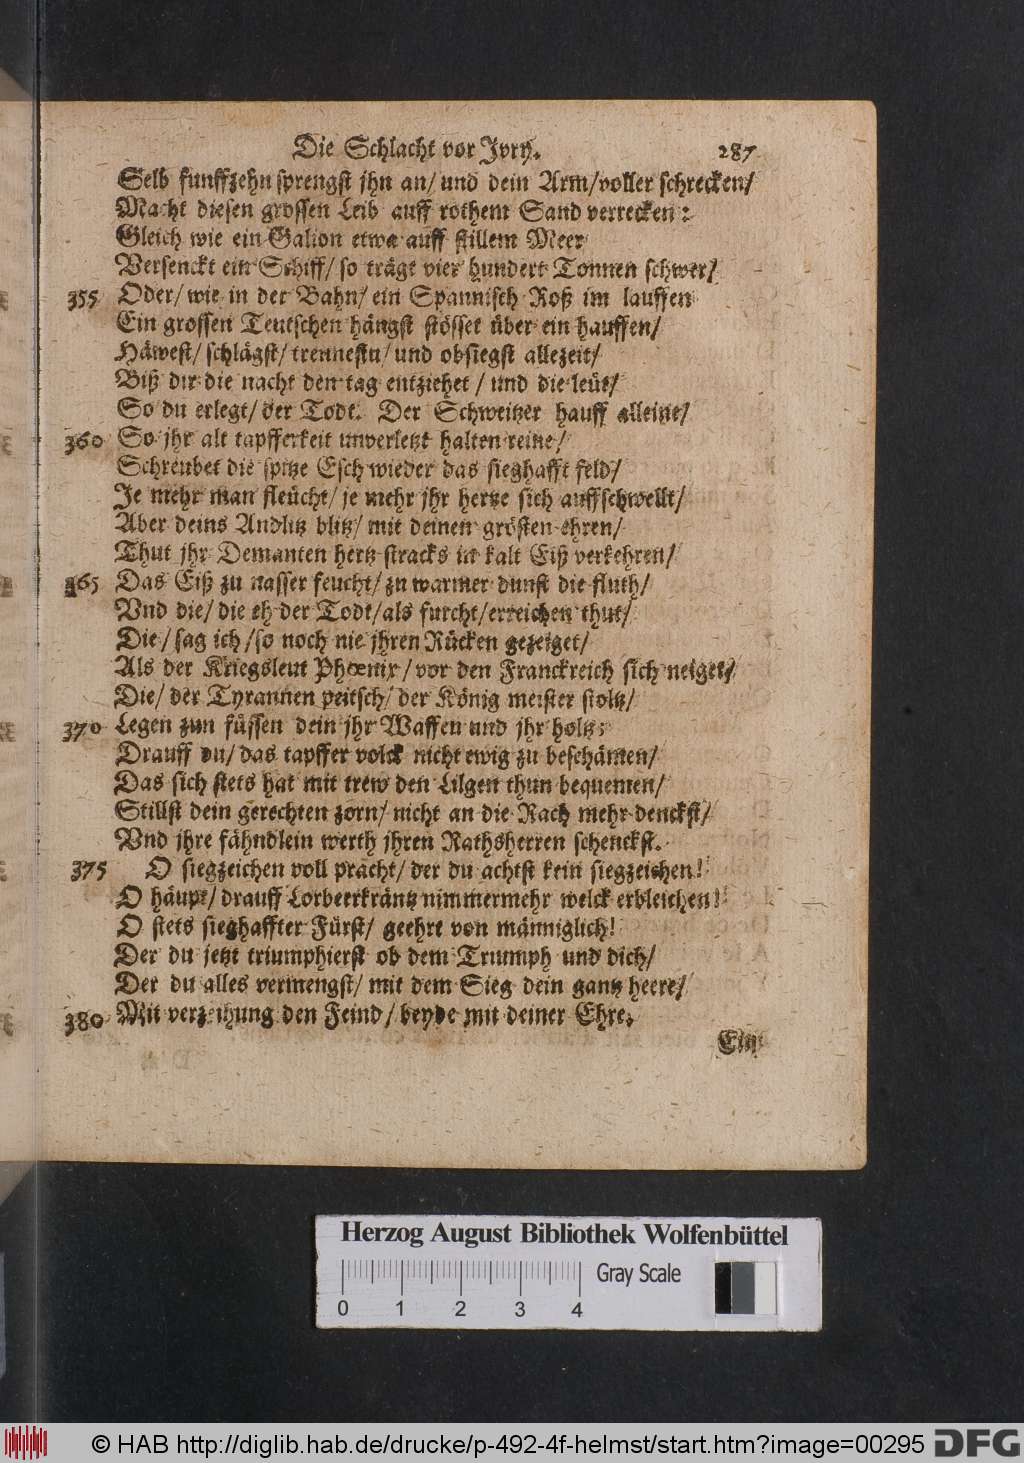 Die Schlacht vor Jvry. 287
Selb funffzehn sprengst jhn an/ und dein Arm/ voller schrecken/
Macht diesen grossen Leib auff rothem Sand verrecken:
Gleich wie ein Galion etwa auff stillem Meer
Versenckt ein Schiff/ so trägt vier hundert Tonnen schwer/
355 Oder/ wie in der Bahn/ ein Spannisch Roß im lauffen
Ein grossen Teutschen hängst stösset über ein hauffen/
Häwest/ schlägst/ trennestu/ und obsiegst allezeit/
Biß dir die nacht den tag entziehet/ und die leüt/
So du erlegt/ der Todt. Der Schweitzer hauff alleine/
360 So jhr alt tapfferkeit unverletzt halten reine/
Schreubet die spitze Esch wieder das sieghafft feld/
Je mehr man fleücht/ je mehr jhr hertze sich auffschwellt/
Aber deins Andlitz blitz/ mit deinen grösten ehren/
Thut jhr Demanten hertz stracks in kalt Eiß verkehren/
365 Das Eiß zu nasser feucht/ zu warmer dunst die fluth/
Vnd die/ die eh der Todt/ als furcht/ erreichen thut/
Die/ sag ich/ so noch nie jhren Rücken gezeiget/
Als der Kriegsleut Phœnix/ vor den Franckreich sich neiget/
Die/ der Tyrannen peitsch/ der König meister stoltz/
370 Legen zun füssen dein jhr Waffen und jhr holtz:
Drauff du/ das tapffer volck nicht ewig zu beschämen/
Das sich stets hat mit trew den Lilgen thun bequemen/
Stillst dein gerechten zorn/ nicht an die Rach mehr denckst/
Vnd jhre fähndlein werth jhren Rathsherren schenckst.
375 O siegzeichen voll pracht/ der du achtst kein siegzeichen!
O häupt/ drauff Lorbeerkräntz nimmermehr welck erbleichen!
O stets sieghaffter Fürst/ geehrt von männiglich!
Der du jetzt triumphierst ob dem Triumph und dich/
Der du alles vermengst/ mit dem Sieg dein gantz heere/
380 Mit verzeihung den Feind/ beyde mit deiner Ehre.
Ein
Herzog August Bibliothek Wolfenbüttel
Gray Scale
0 1 2 3 4
© HAB http://diglib.hab.de/drucke/p-492-4f-helmst/start.htm?image=00295 DFG